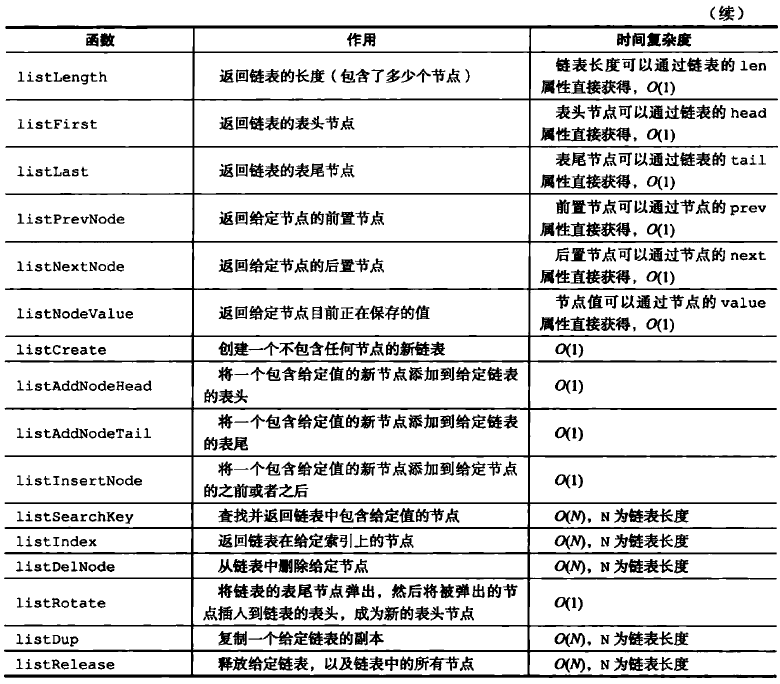 （续）
函数 作用 时间复杂度
listLength 返回链表的长度（包含了多少个节点） 链表长度可以通过链表的 len
属性直接获得，O(1)
listFirst 返回链表的表头节点 表头节点可以通过链表的 head
属性直接获得，O(1)
listLast 返回链表的表尾节点 表尾节点可以通过链表的 tail
属性直接获得，O(1)
listPrevNode 返回给定节点的前置节点 前置节点可以通过节点的 prev
属性直接获得，O(1)
listNextNode 返回给定节点的后置节点 后置节点可以通过节点的 next
属性直接获得，O(1)
listNodeValue 返回给定节点目前正在保存的值 节点值可以通过节点的 value
属性直接获得，O(1)
listCreate 创建一个不包含任何节点的新链表 O(1)
listAddNodeHead 将一个包含给定值的新节点添加到给定链表
的表头 O(1)
listAddNodeTail 将一个包含给定值的新节点添加到给定链表
的表尾 O(1)
listInsertNode 将一个包含给定值的新节点添加到给定节点
的之前或者之后 O(1)
listSearchKey 查找并返回链表中包含给定值的节点 O(N)，N 为链表长度
listIndex 返回链表在给定索引上的节点 O(N)，N 为链表长度
listDelNode 从链表中删除给定节点 O(N)，N 为链表长度
listRotate 将链表的表尾节点弹出，然后将被弹出的节
点插入到链表的表头，成为新的表头节点 O(1)
listDup 复制一个给定链表的副本 O(N)，N 为链表长度
listRelease 释放给定链表，以及链表中的所有节点 O(N)，N 为链表长度